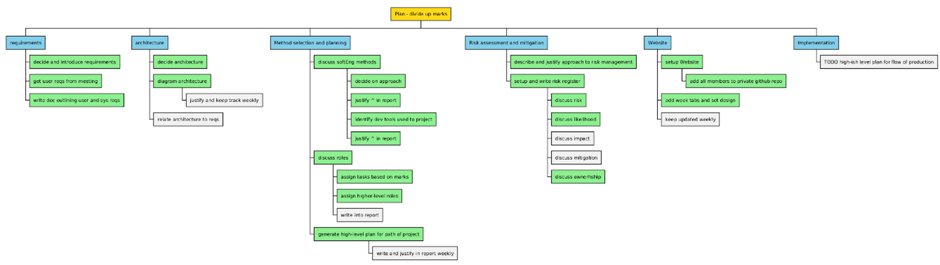 Plan - divide up marks
requirements
decide and introduce requirements
get user reqs from meeting
write doc outlining user and sys reqs
architecture
decide architecture
diagram architecture
justify and keep track weekly
relate architecture to reqs
Method selection and planning
discuss softEng methods
decide on approach
justify ^ in report
identify dev tools used to project
justify ^ in report
discuss roles
assign tasks based on marks
assign higher-level roles
write into report
generate high-level plan for path of project
write and justify in report weekly
Risk assessment and mitigation
describe and justify approach to risk management
setup and write risk register
discuss risk
discuss likelihood
discuss impact
discuss mitigation
discuss ownership
Website
setup Website
add all members to private github repo
add week tabs and set design
keep updated weekly
Implementation
TODO high-ish level plan for flow of production